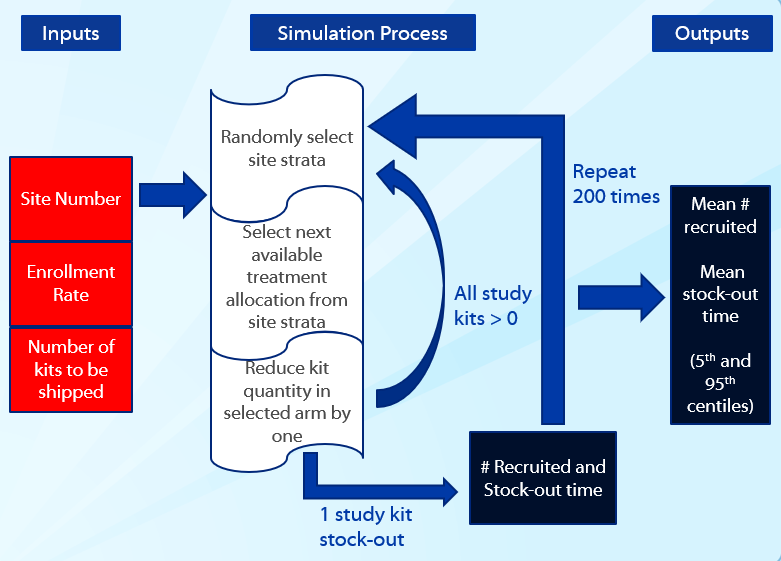 Inputs
Simulation Process
Outputs
Site Number
Enrollment
Rate
Number of
kits to be
shipped
Randomly select
site strata
Select next
available
treatment
allocation from
site strata
Reduce kit
quantity in
selected arm by
one
All study
kits > 0
1 study kit
stock-out
# Recruited and
Stock-out time
Repeat
200 times
Mean #
recruited
Mean
stock-out
time
(5th and
95th
centiles)